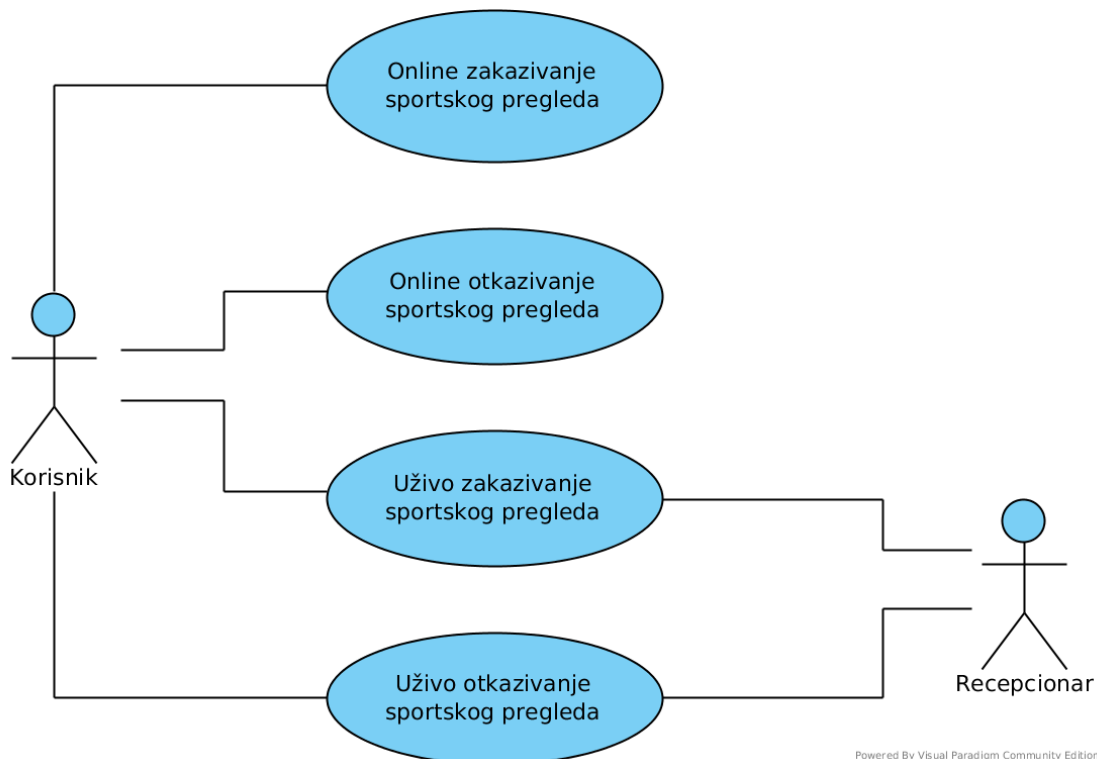 Online zakazivanje
sportskog pregleda
Online otkazivanje
sportskog pregleda
Korisnik
Uživo zakazivanje
sportskog pregleda
Uživo otkazivanje
sportskog pregleda
Recepcionar
Powered By Visual Paradigm Community Edition